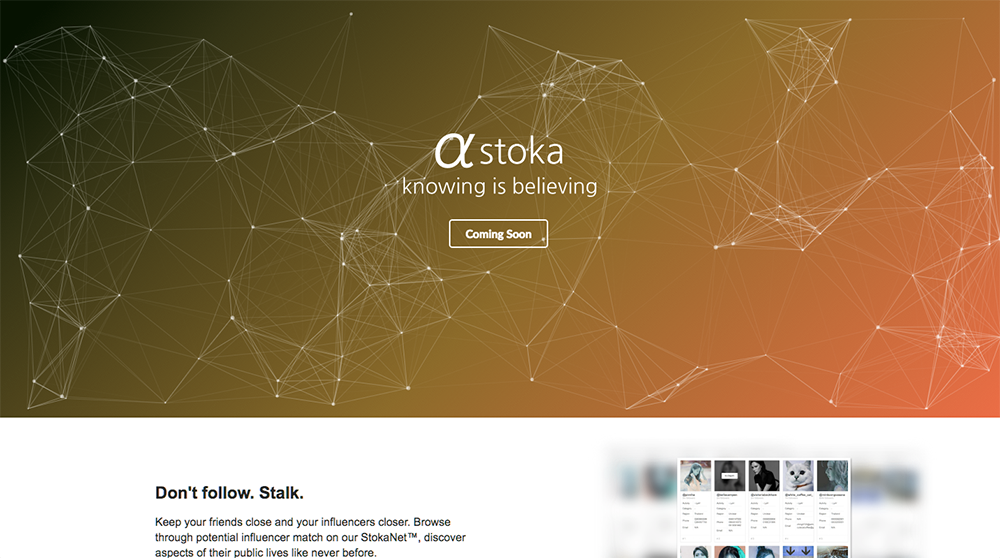 α stoka
knowing is believing
Coming Soon
Don't follow. Stalk.
Keep your friends close and your influencers closer. Browse
through potential influencer match on our StokaNet™, discover
aspects of their public lives like never before.